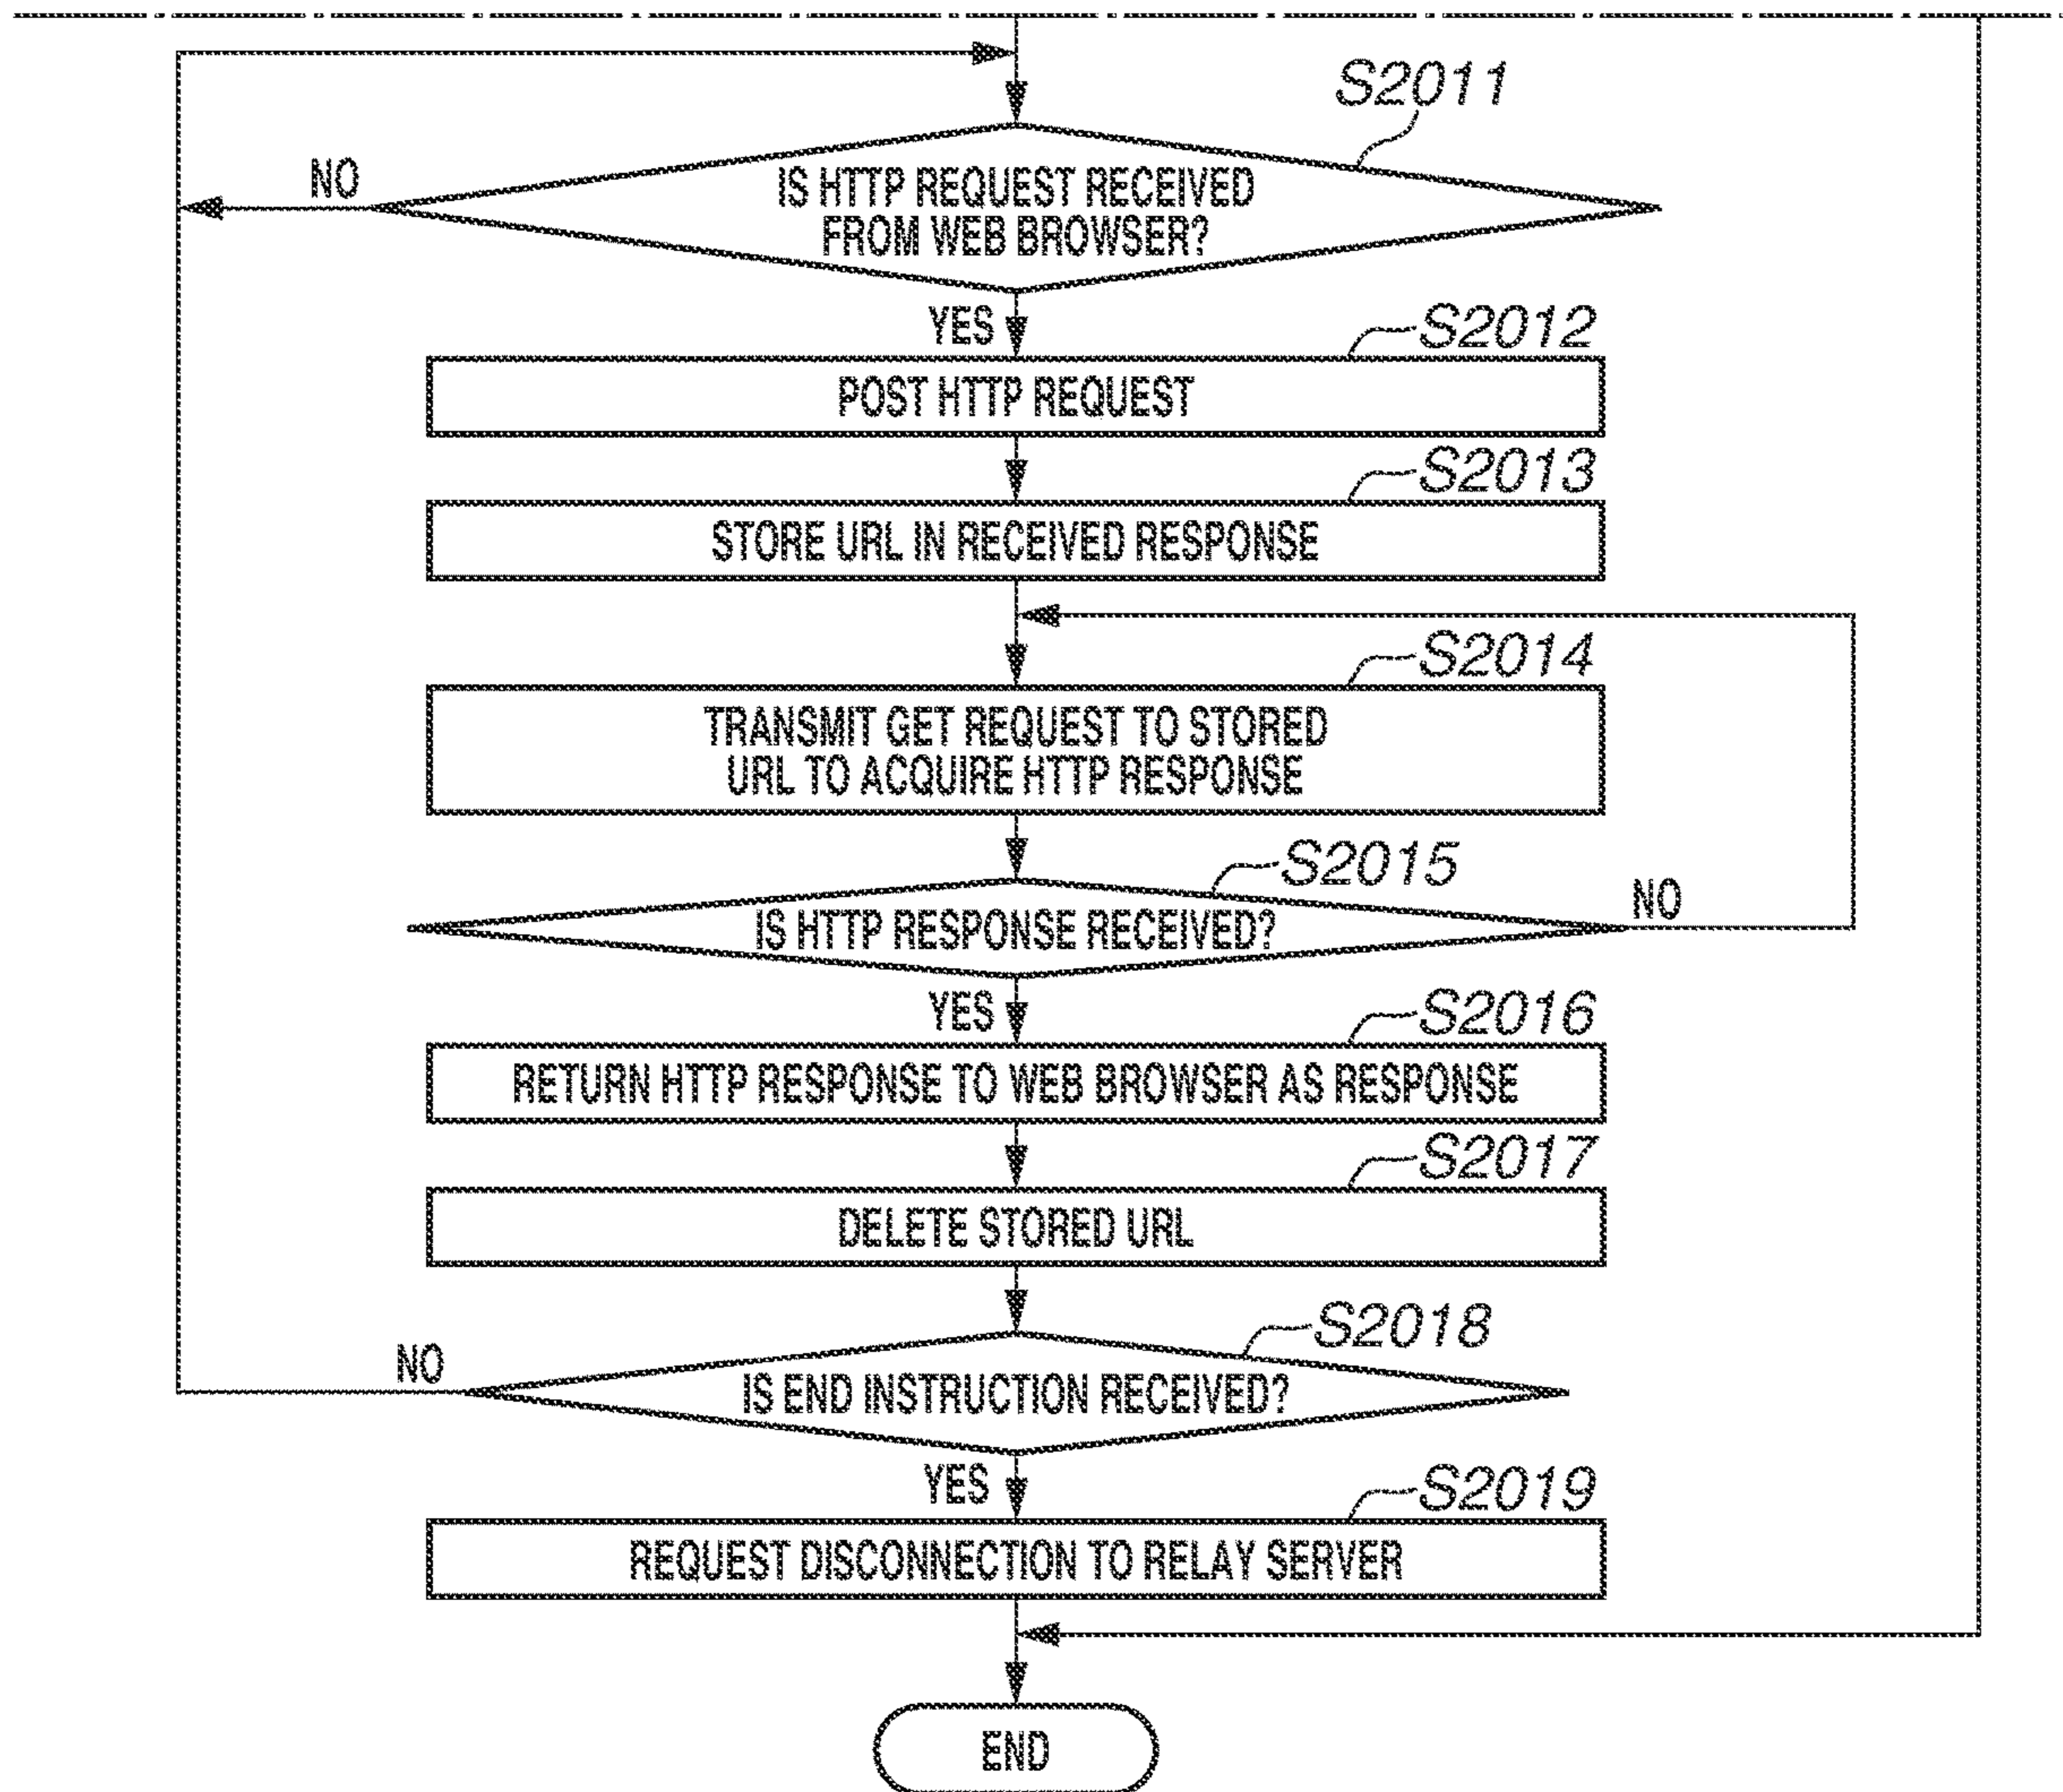 S2011
IS HTTP REQUEST RECEIVED
FROM WEB BROWSER?
NO
YES
S2012
POST HTTP REQUEST
S2013
STORE URL IN RECEIVED RESPONSE
S2014
TRANSMIT GET REQUEST TO STORED
URL TO ACQUIRE HTTP RESPONSE
S2015
IS HTTP RESPONSE RECEIVED?
NO
YES
S2016
RETURN HTTP RESPONSE TO WEB BROWSER AS RESPONSE
S2017
DELETE STORED URL
S2018
NO
IS END INSTRUCTION RECEIVED?
YES
S2019
REQUEST DISCONNECTION TO RELAY SERVER
END